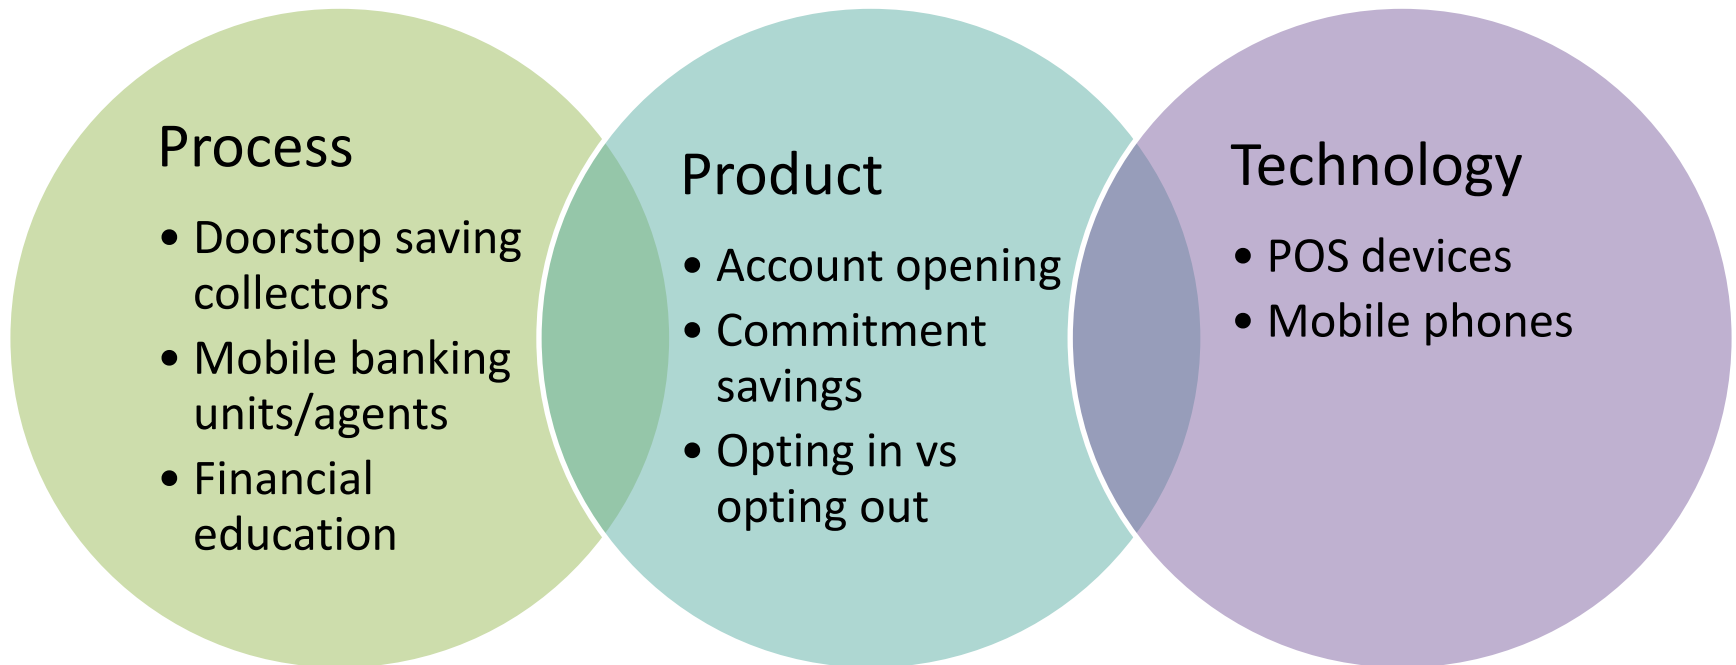 Process
• Doorstop saving
collectors
• Mobile banking
units/agents
• Financial
education
Product
• Account opening
• Commitment
savings
• Opting in vs
opting out
Technology
• POS devices
• Mobile phones